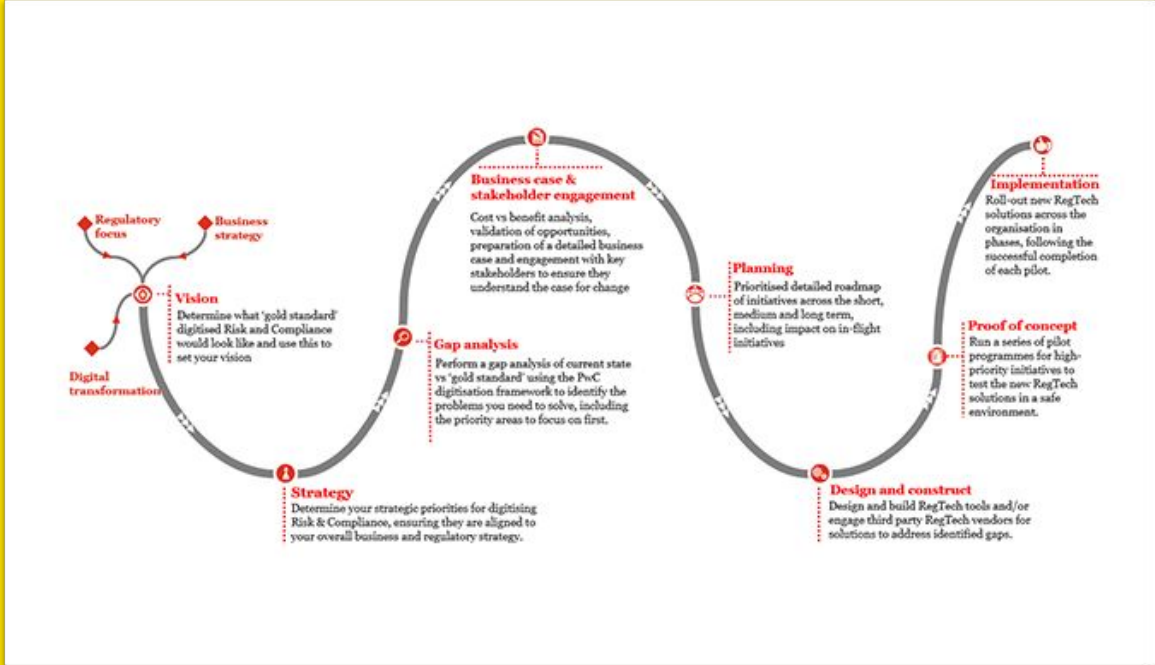 Regulatory
focus
Business
strategy
Digital
transformation
Vision
Determine what 'gold standard'
digitised Risk and Compliance
would look like and use this to
set your vision
Strategy
Determine your strategic priorities for digitising
Risk & Compliance, ensuring they are aligned to
your overall business and regulatory strategy.
Gap analysis
Perform a gap analysis of current state
vs 'gold standard' using the PwC
digitisation framework to identify the
problems you need to solve, including
the priority areas to focus on first.
Business case &
stakeholder engagement
Cost vs benefit analysis,
validation of opportunities,
preparation of a detailed business
case and engagement with key
stakeholders to ensure they
understand the case for change
Planning
Prioritised detailed roadmap
of initiatives across the short,
medium and long term,
including impact on in-flight
initiatives
Design and construct
Design and build RegTech tools and/or
engage third party RegTech vendors for
solutions to address identified gaps.
Proof of concept
Run a series of pilot
programmes for high-
priority initiatives to
test the new RegTech
solutions in a safe
environment.
Implementation
Roll-out new RegTech
solutions across the
organisation in
phases, following the
successful completion
of each pilot.